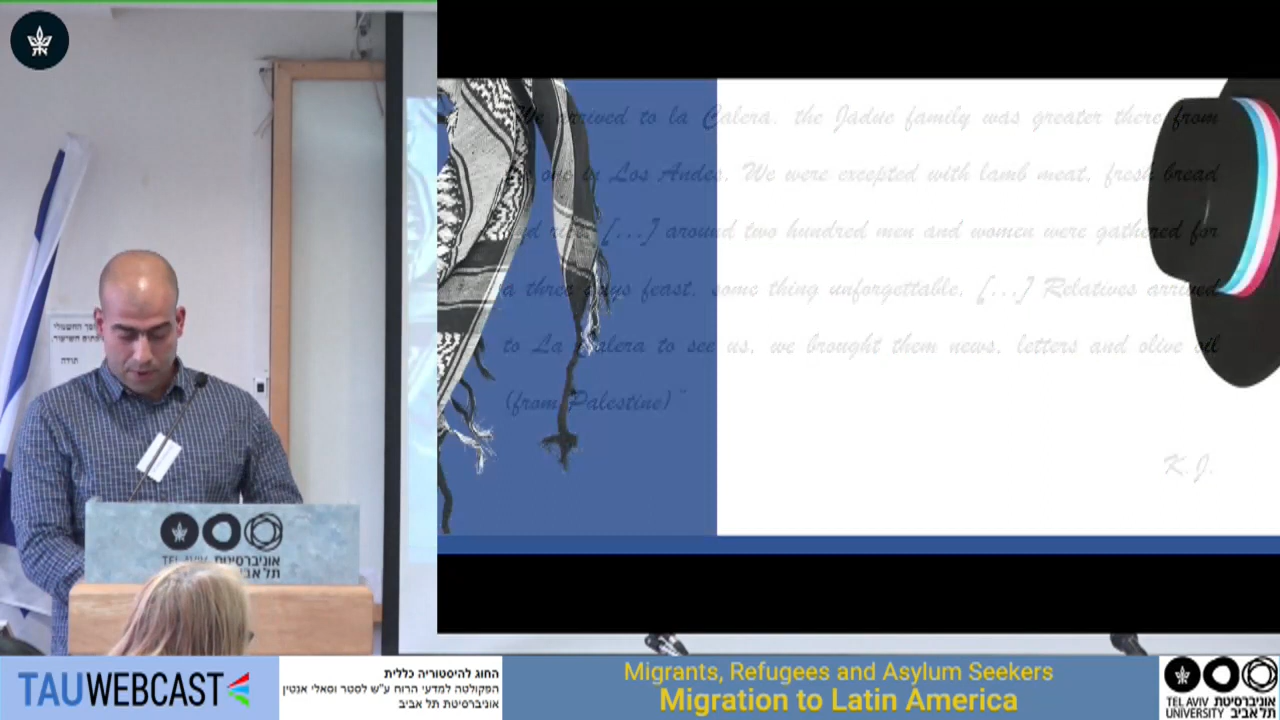 "We arrived to la Calera, the Jadue family was greater there from
one in Los Andes. We were excepted with lamb meat, fresh bread
[...] around two hundred men and women were gathered for
a three days feast, some thing unforgettable, [...] Relatives arrived
to La Calera to see us, we brought them news, letters and olive oil
(from Palestine)"
K.J.
החשמלי
תודה
TEL AVIV אוניברסיטת
תל אביב
TAUWEBCAST
החוג להיסטוריה כללית
הפקולטה למדעי הרוח ע"ש לסטר וסאלי אנטין
אוניברסיטת תל אביב
Migrants, Refugees and Asylum Seekers
Migration to Latin America
TEL AVIV אוניברסיטת
UNIVERSITY תל אביב